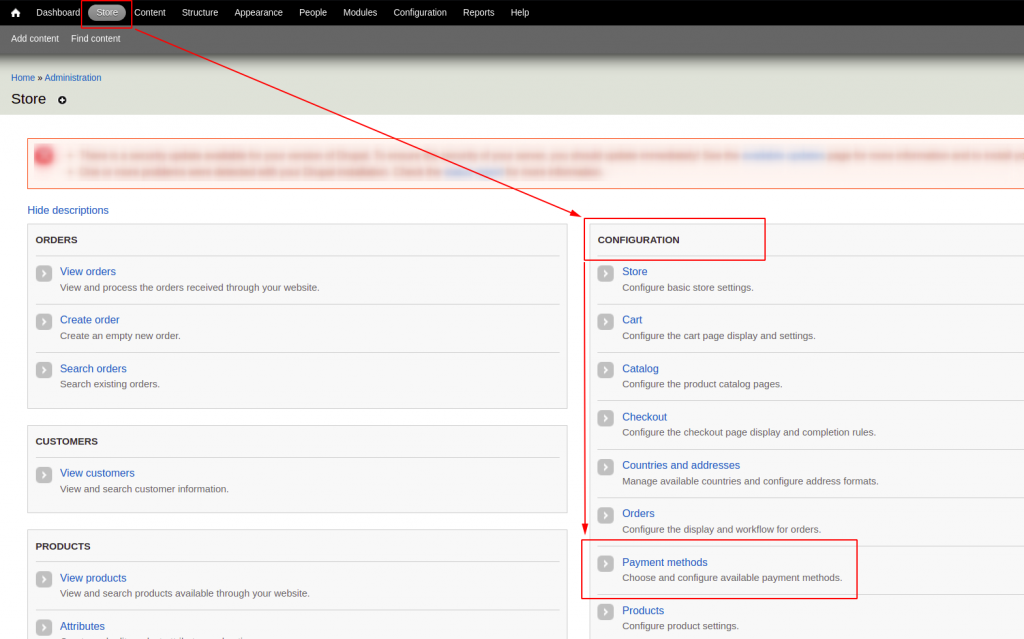 Dashboard Store Content Structure Appearance People Modules Configuration Reports Help
Add content Find content
Home » Administration
Store
Hide descriptions
ORDERS
View orders
View and process the orders received through your website.
Create order
Create an empty new order.
Search orders
Search existing orders.
CUSTOMERS
View customers
View and search customer information.
PRODUCTS
View products
View and search products available through your website.
Attributes
CONFIGURATION
Store
Configure basic store settings.
Cart
Configure the cart page display and settings.
Catalog
Configure the product catalog pages.
Checkout
Configure the checkout page display and completion rules.
Countries and addresses
Manage available countries and configure address formats.
Orders
Configure the display and workflow for orders.
Payment methods
Choose and configure available payment methods.
Products
Configure product settings.